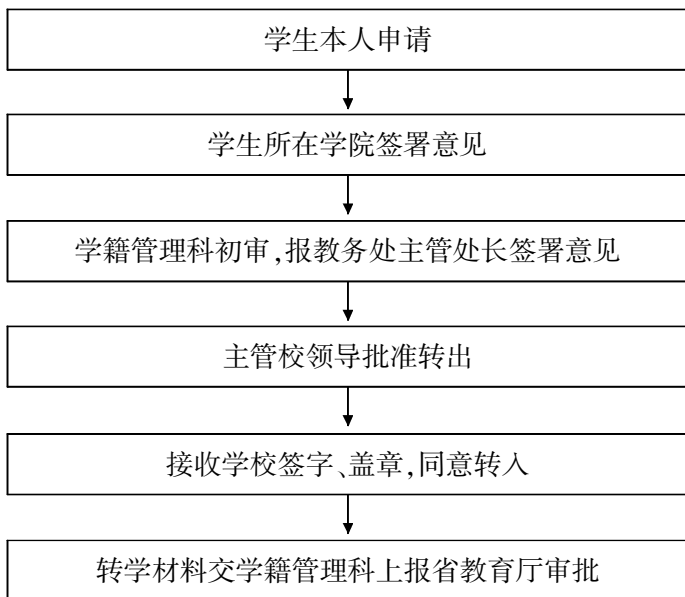 学生本人申请
学生所在学院签署意见
学籍管理科初审,报教务处主管处长签署意见
主管校领导批准转出
接收学校签字、盖章,同意转入
转学材料交学籍管理科上报省教育厅审批